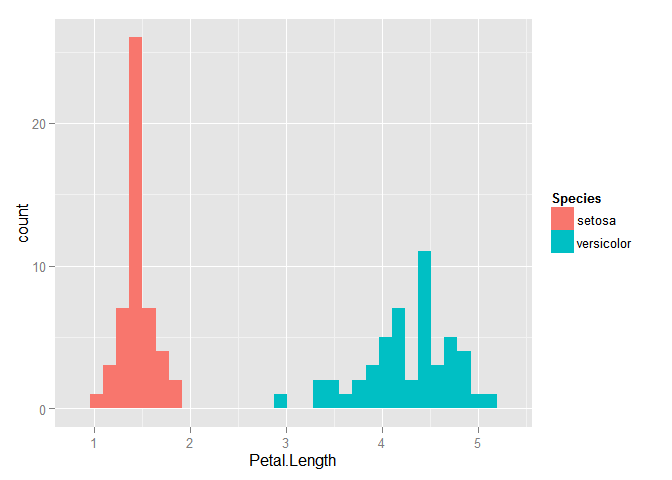 20
10
0
count
1 2 3 4 5
Petal.Length
Species
setosa
versicolor